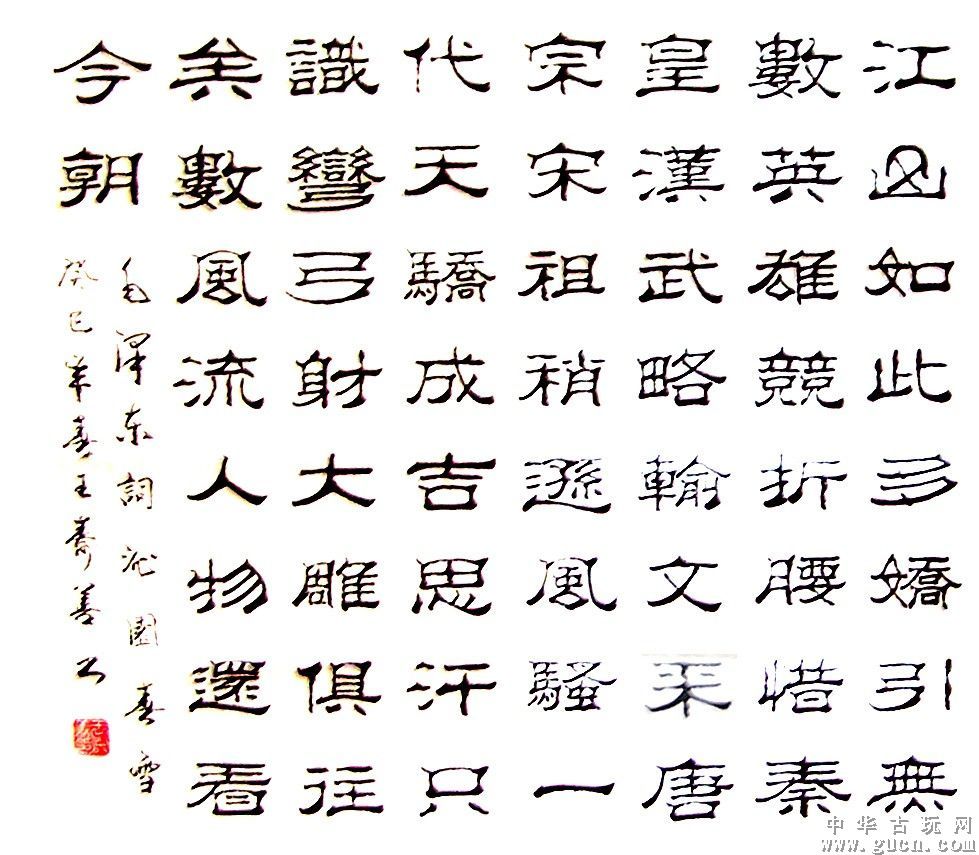 江山如此多嬌引無
數英雄競折腰惜秦
皇漢武略輸文采唐
宗宋祖稍遜風騷一
代天驕成吉思汗只
識彎弓射大雕俱往
矣數風流人物還看
今朝
毛泽东詞沁園春雪
癸巳年春王寿善书
中华古玩网
www.gucn.com